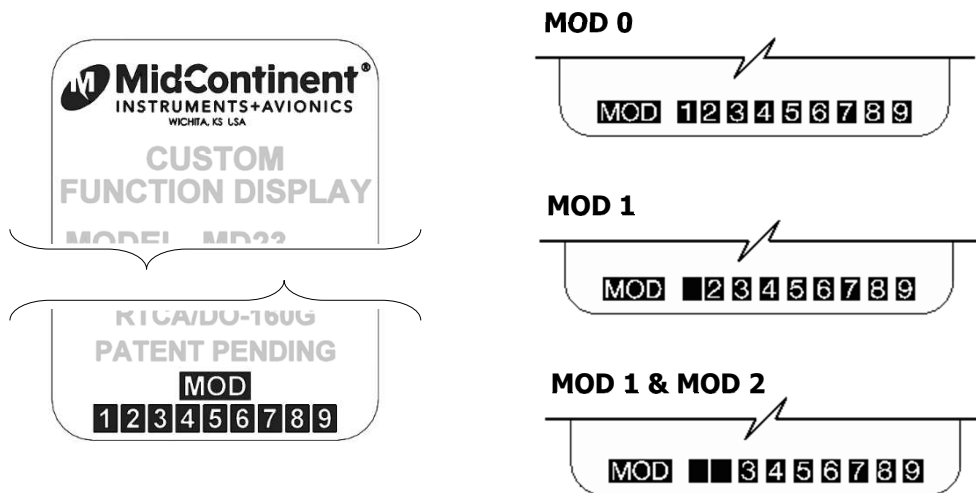 MidContinent®
INSTRUMENTS+AVIONICS
WICHITA, KS USA
CUSTOM
FUNCTION DISPLAY
MODEL MD23
RTCA/DO-160G
PATENT PENDING
MOD
1 2 3 4 5 6 7 8 9
MOD 0
MOD 1 2 3 4 5 6 7 8 9
MOD 1
MOD 2 3 4 5 6 7 8 9
MOD 1 & MOD 2
MOD 3 4 5 6 7 8 9